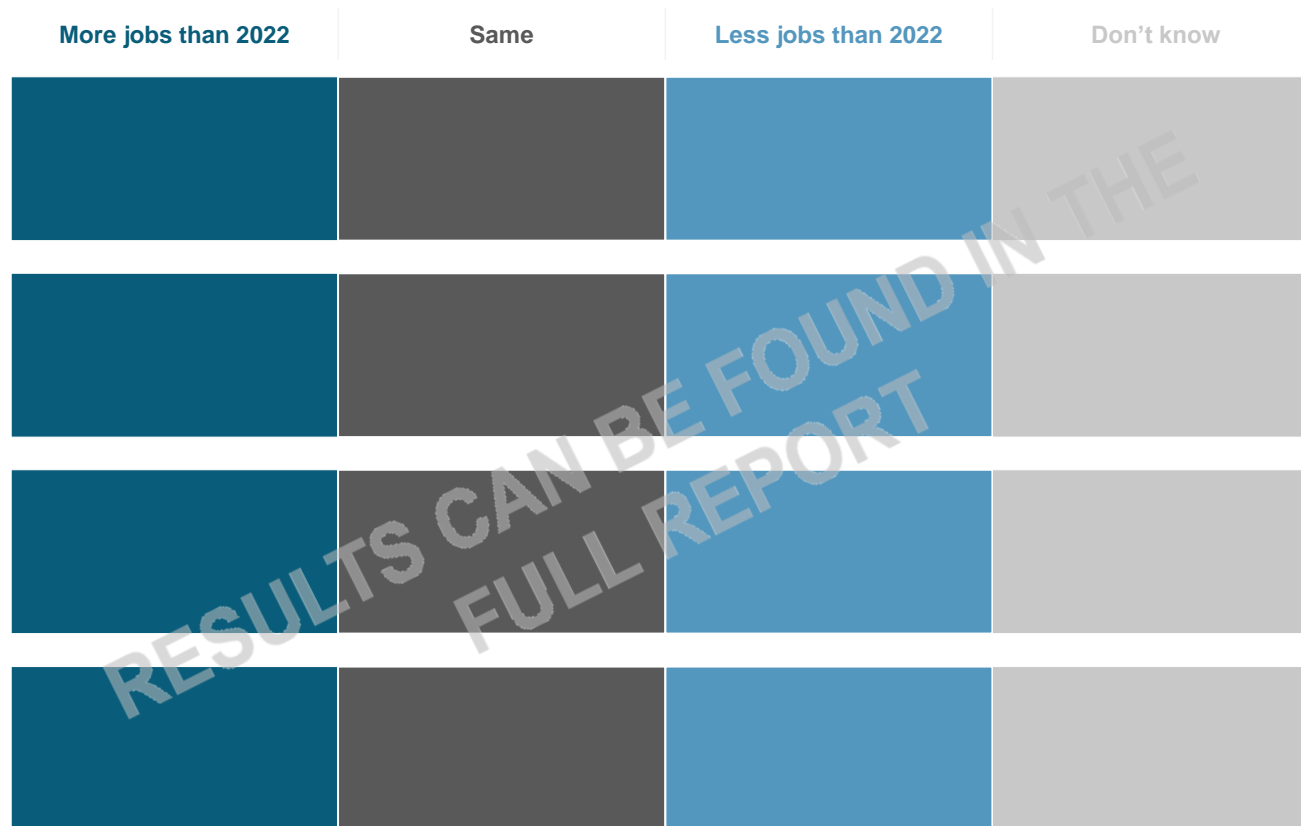 More jobs than 2022
Same
Less jobs than 2022
Don't know
RESULTS CAN BE FOUND IN THE
FULL REPORT